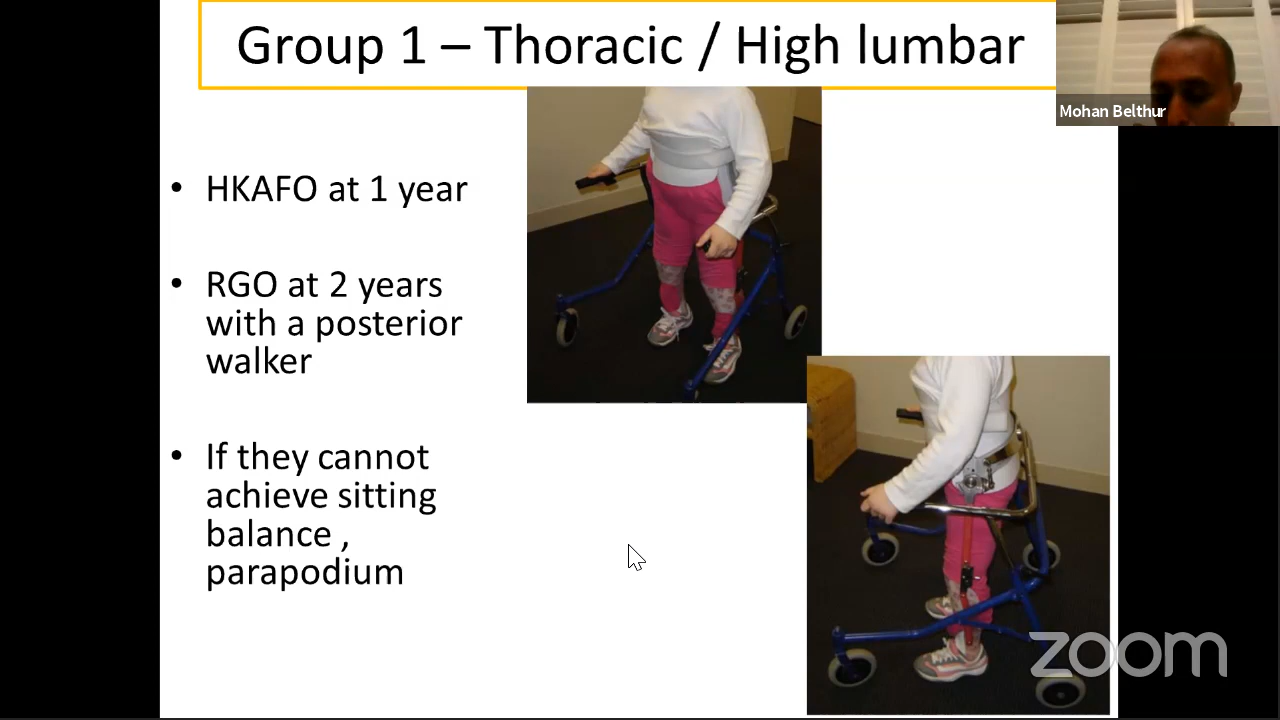 Group 1 – Thoracic / High lumbar
Mohan Belthur
• HKAFO at 1 year
• RGO at 2 years
with a posterior
walker
• If they cannot
achieve sitting
balance ,
parapodium
zoom